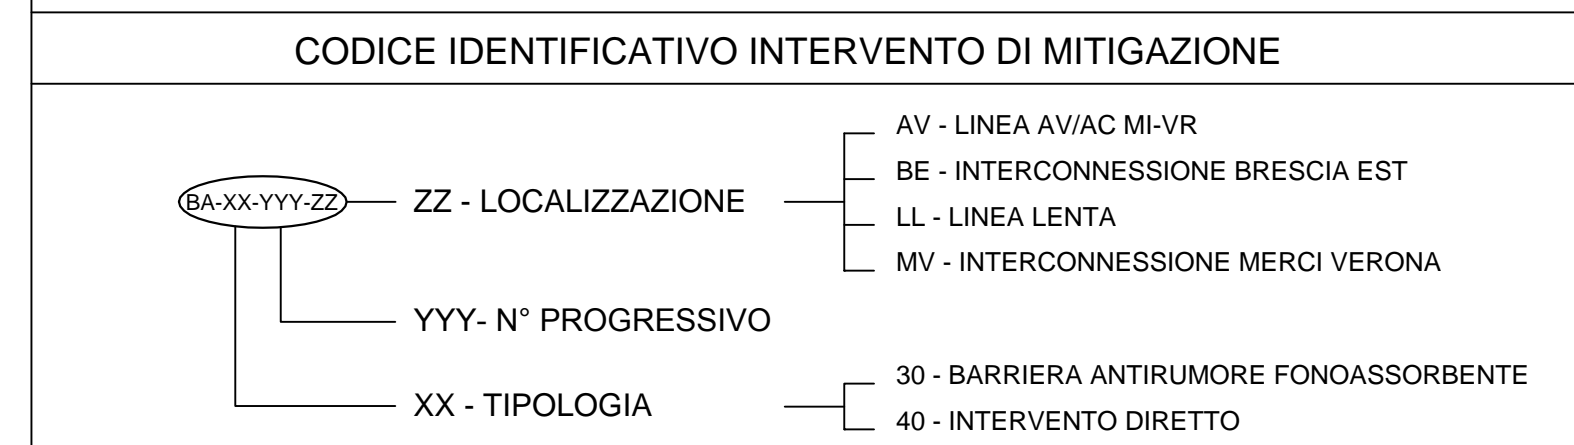 CODICE IDENTIFICATIVO INTERVENTO DI MITIGAZIONE
BA-XX-YYY-ZZ
ZZ - LOCALIZZAZIONE
AV - LINEA AV/AC MI-VR
BE - INTERCONNESSIONE BRESCIA EST
LL - LINEA LENTA
MV - INTERCONNESSIONE MERCI VERONA
YYY- N° PROGRESSIVO
XX - TIPOLOGIA
30 - BARRIERA ANTIRUMORE FONOASSORBENTE
40 - INTERVENTO DIRETTO